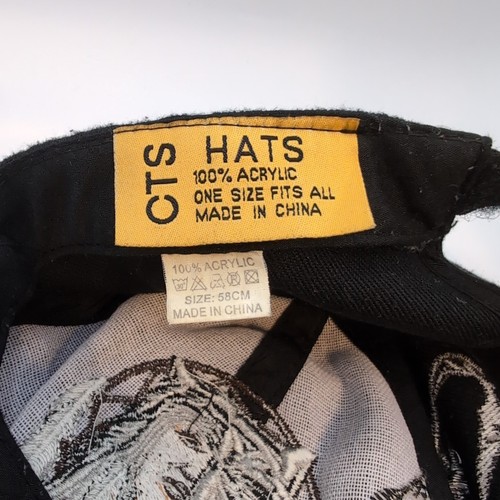 CTS
HATS
100% ACRYLIC
ONE SIZE FITS ALL
MADE IN CHINA
100% ACRYLIC
SIZE: 58CM
MADE IN CHINA